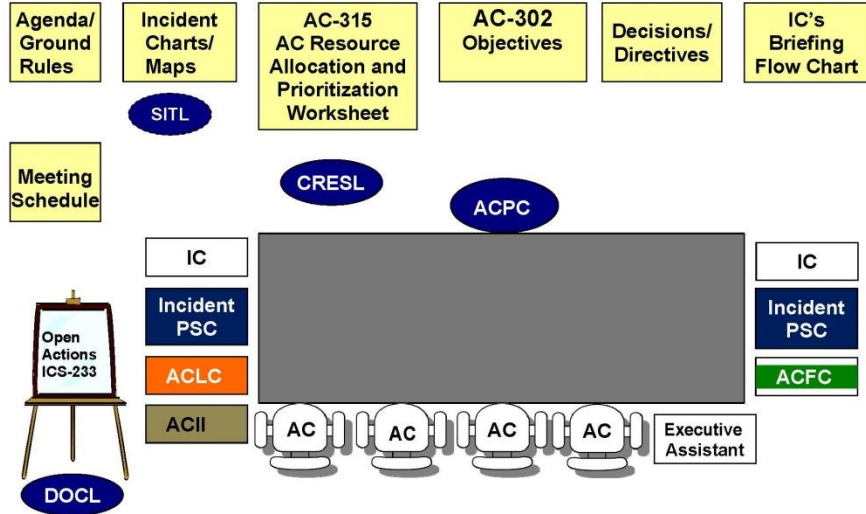 Agenda/
Ground
Rules
Incident
Charts/
Maps
AC-315
AC Resource
Allocation and
Prioritization
Worksheet
AC-302
Objectives
Decisions/
Directives
IC's
Briefing
Flow Chart
SITL
Meeting
Schedule
CRESL
ACPC
IC
Incident
PSC
ACLC
ACII
IC
Incident
PSC
ACFC
Open
Actions
ICS-233
DOCL
AC
AC
AC
AC
Executive
Assistant